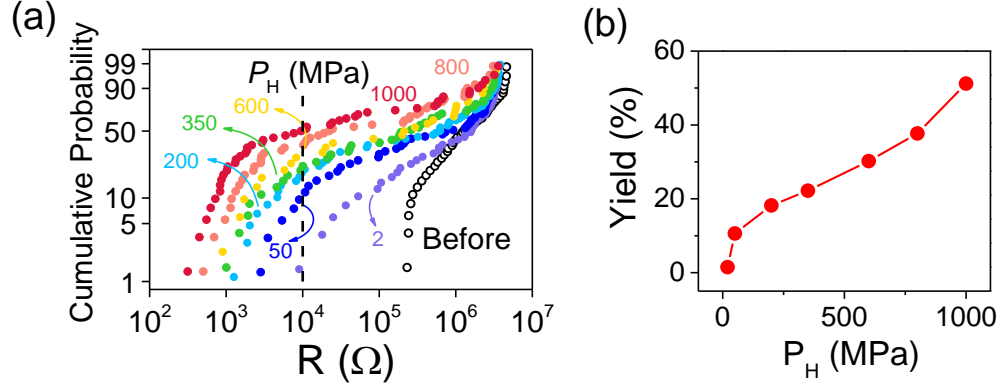 (a)
Cumulative Probability
99
90
50
10
5
1
P_H (MPa)
800
1000
600
350
200
50
2
Before
10^2 10^3 10^4 10^5 10^6 10^7
R (Ω)
(b)
Yield (%)
60
40
20
0
0 500 1000
P_H (MPa)